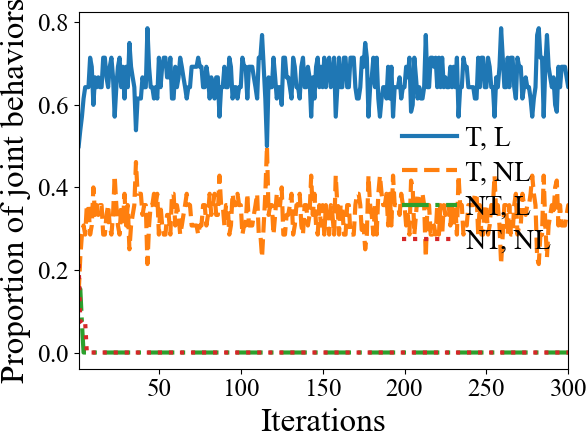 Proportion of joint behaviors
0.8
0.6
0.4
0.2
0.0
T, L
T, NL
NT, L
NT, NL
50
100
150
200
250
300
Iterations